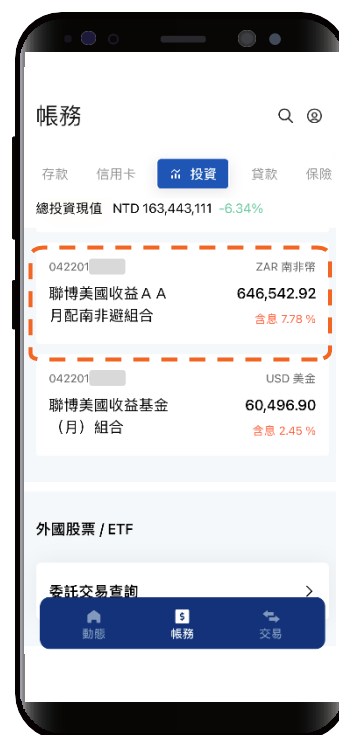 帳務
存款 信用卡 投資 貸款 保險
總投資現值 NTD 163,443,111 -6.34%
042201 ZAR 南非幣
聯博美國收益ＡＡ 646,542.92
月配南非避組合 含息 7.78 %
042201 USD 美金
聯博美國收益基金 60,496.90
（月）組合 含息 2.45 %
外國股票 / ETF
委託交易查詢
動態 帳務 交易